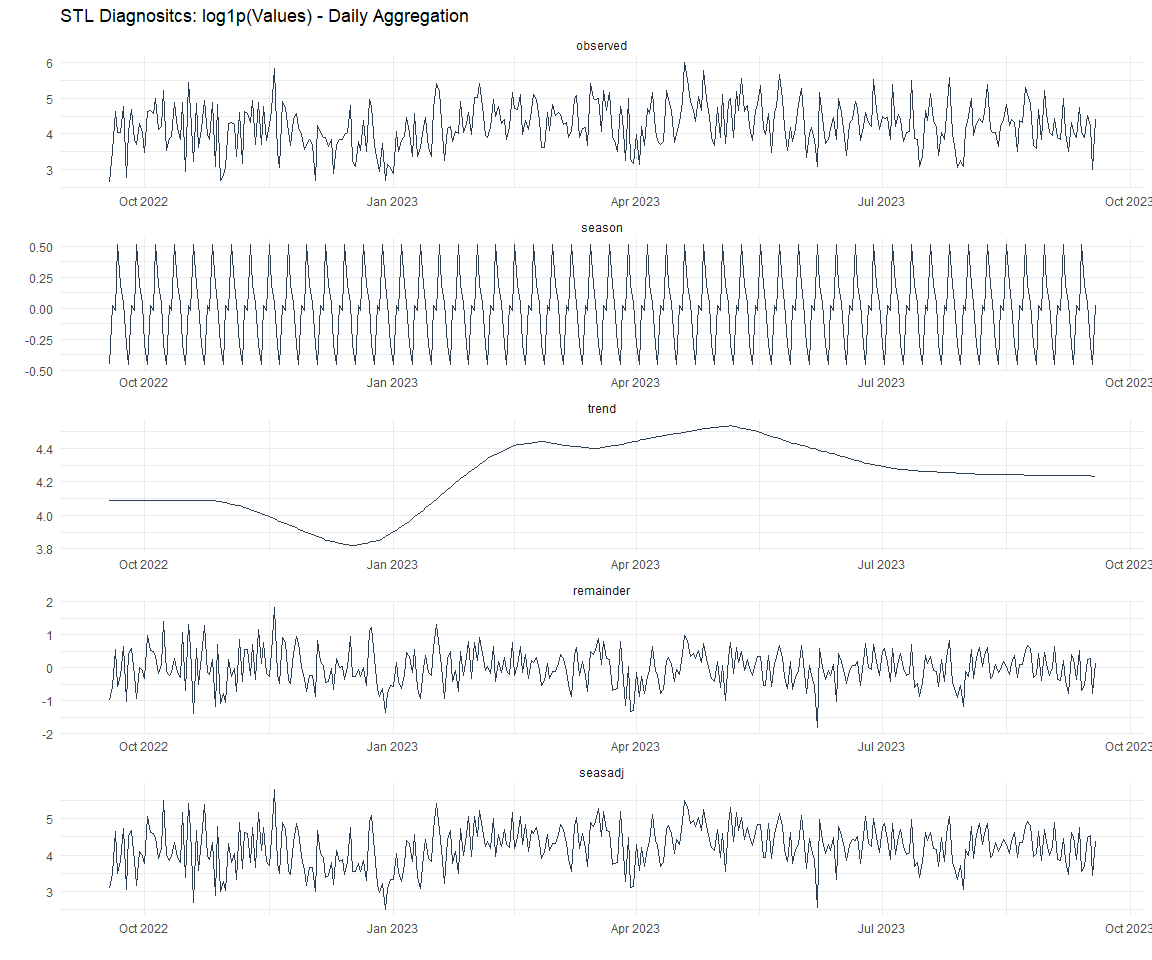 STL Diagnositcs: log1p(Values) - Daily Aggregation
observed
6
5
4
3
Oct 2022 Jan 2023 Apr 2023 Jul 2023 Oct 2023
season
0.50
0.25
0.00
-0.25
-0.50
Oct 2022 Jan 2023 Apr 2023 Jul 2023 Oct 2023
trend
4.4
4.2
4.0
3.8
Oct 2022 Jan 2023 Apr 2023 Jul 2023 Oct 2023
remainder
2
1
0
-1
-2
Oct 2022 Jan 2023 Apr 2023 Jul 2023 Oct 2023
seasadj
5
4
3
Oct 2022 Jan 2023 Apr 2023 Jul 2023 Oct 2023